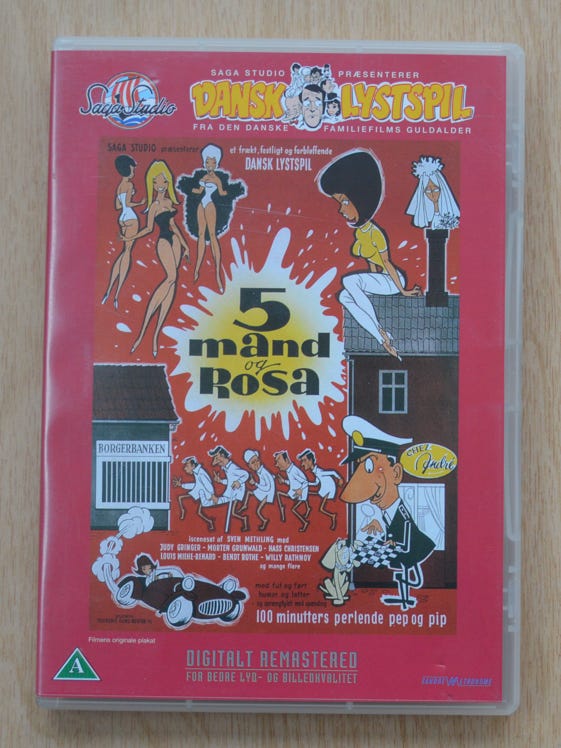 Saga Studio
SAGA STUDIO PRÆSENTERER
DANSK LYSTSPIL
FRA DEN DANSKE FAMILIEFILMS GULDALDER
SAGA STUDIO præsenterer
et frækt, festligt og forbløffende
DANSK LYSTSPIL
5
mand
og
Rosa
BORGERBANKEN
CHEZ
André
iscenesat af SVEN METHLING med
JUDY GRINGER - MORTEN GRUNWALD - HASS CHRISTENSEN
LOUIS MIEHE-RENARD - BENDT ROTHE - WILLY RATHNOV
og mange flere
med ful og fart
humor og latter
- og sprængfyldt med spænding
100 minutters perlende pep og pip
Filmens originale plakat
A
DIGITALT REMASTERED
FOR BEDRE LYD- OG BILLEDKVALITET